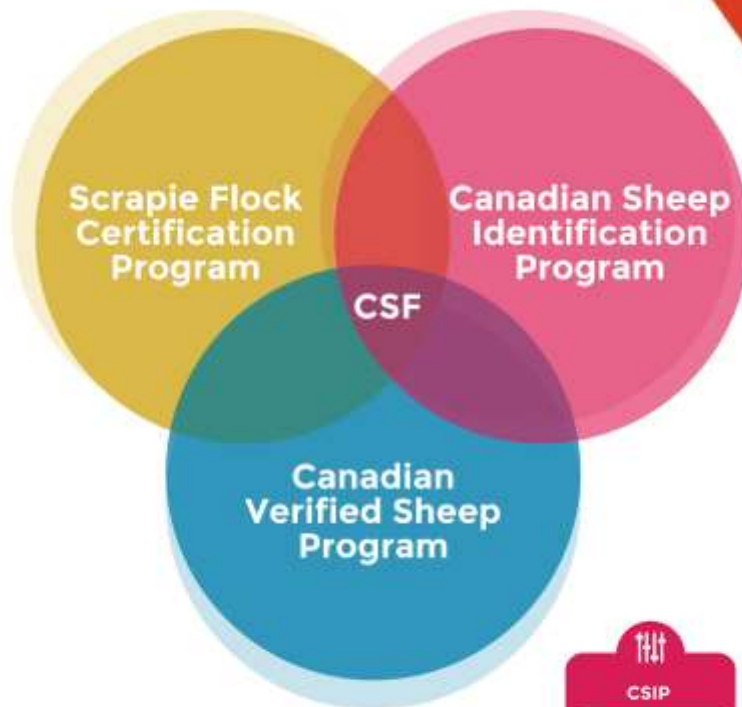 Scrapie Flock
Certification
Program
Canadian Sheep
Identification
Program
CSF
Canadian
Verified Sheep
Program
CSIP